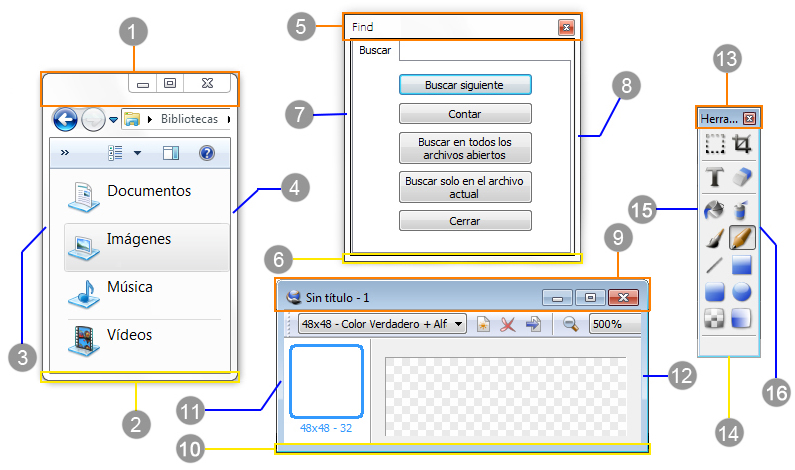 1
5
Find
Buscar
Buscar siguiente
Contar
Buscar en todos los
archivos abiertos
Buscar solo en el archivo
actual
Cerrar
7
8
6
Bibliotecas
»
Documentos
Imágenes
Música
Vídeos
3
4
2
9
Sin título - 1
48x48 - Color Verdadero + Alf
500%
48x48 - 32
11
12
10
13
Herra...
T
15
16
14